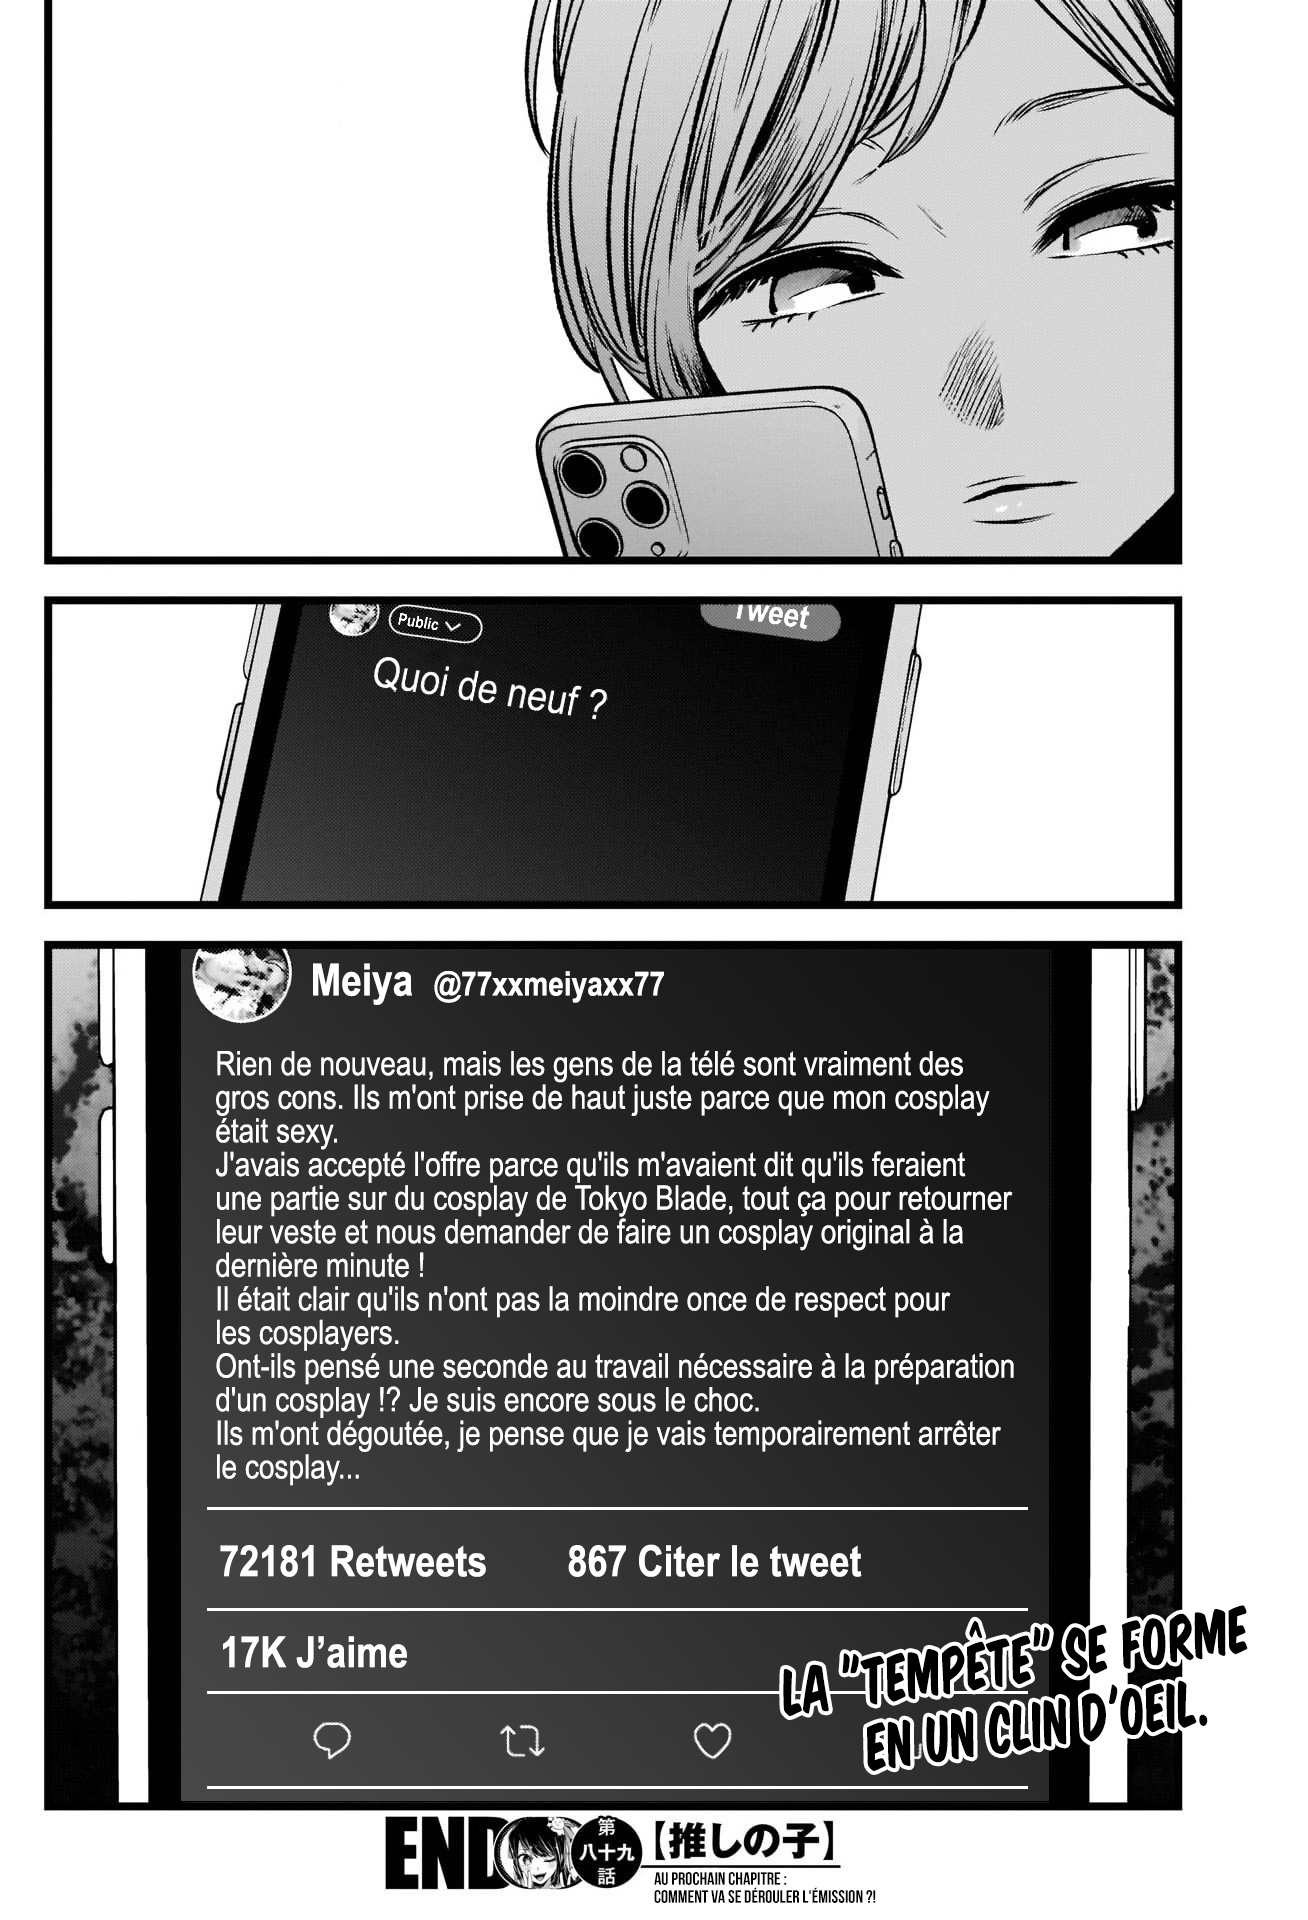 Public
Tweet
Quoi de neuf ?
Meiya @77xxmeiyaxx77
Rien de nouveau, mais les gens de la télé sont vraiment des
gros cons. Ils m'ont prise de haut juste parce que mon cosplay
était sexy.
J'avais accepté l'offre parce qu'ils m'avaient dit qu'ils feraient
une partie sur du cosplay de Tokyo Blade, tout ça pour retourner
leur veste et nous demander de faire un cosplay original à la
dernière minute !
Il était clair qu'ils n'ont pas la moindre once de respect pour
les cosplayers.
Ont-ils pensé une seconde au travail nécessaire à la préparation
d'un cosplay !? Je suis encore sous le choc.
Ils m'ont dégoutée, je pense que je vais temporairement arrêter
le cosplay...
72181 Retweets 867 Citer le tweet
17K J’aime
LA "TEMPÊTE" SE FORME
EN UN CLIN D'OEIL.
END
第
八十九
話
【推しの子】
AU PROCHAIN CHAPITRE :
COMMENT VA SE DÉROULER L'ÉMISSION ?!